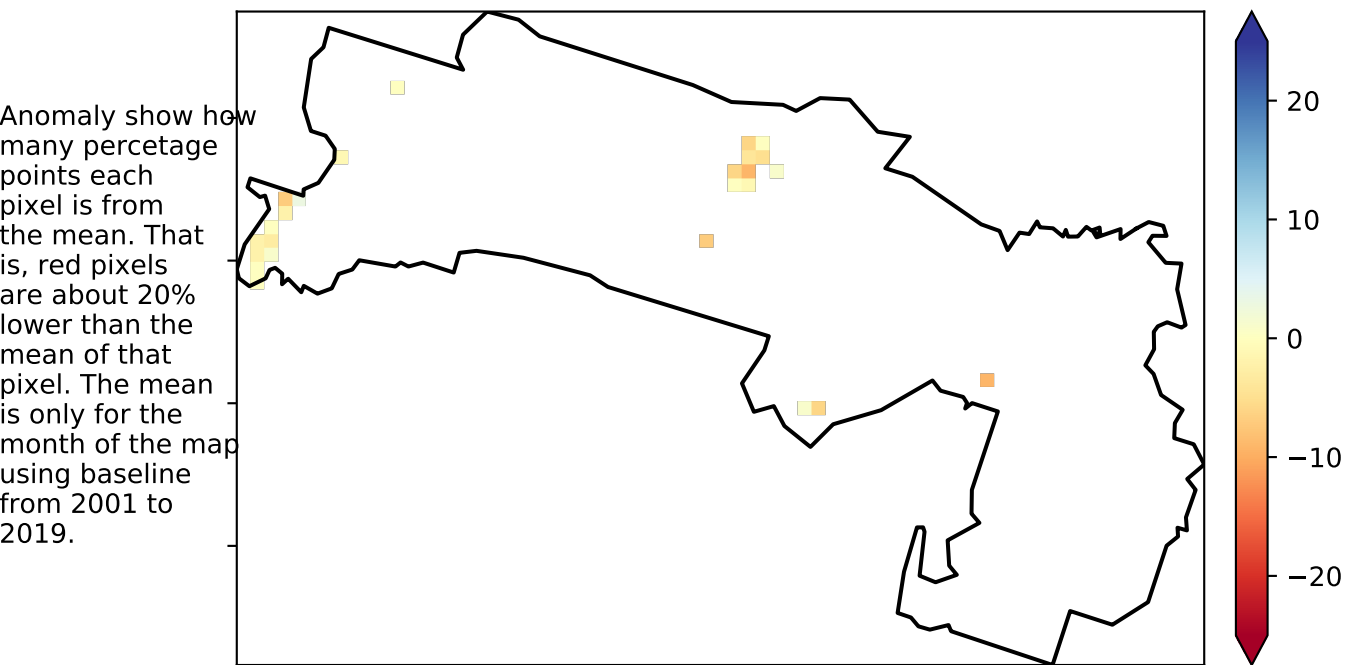 Anomaly show how
many percetage
points each
pixel is from
the mean. That
is, red pixels
are about 20%
lower than the
mean of that
pixel. The mean
is only for the
month of the map
using baseline
from 2001 to
2019.
20
10
0
−10
−20